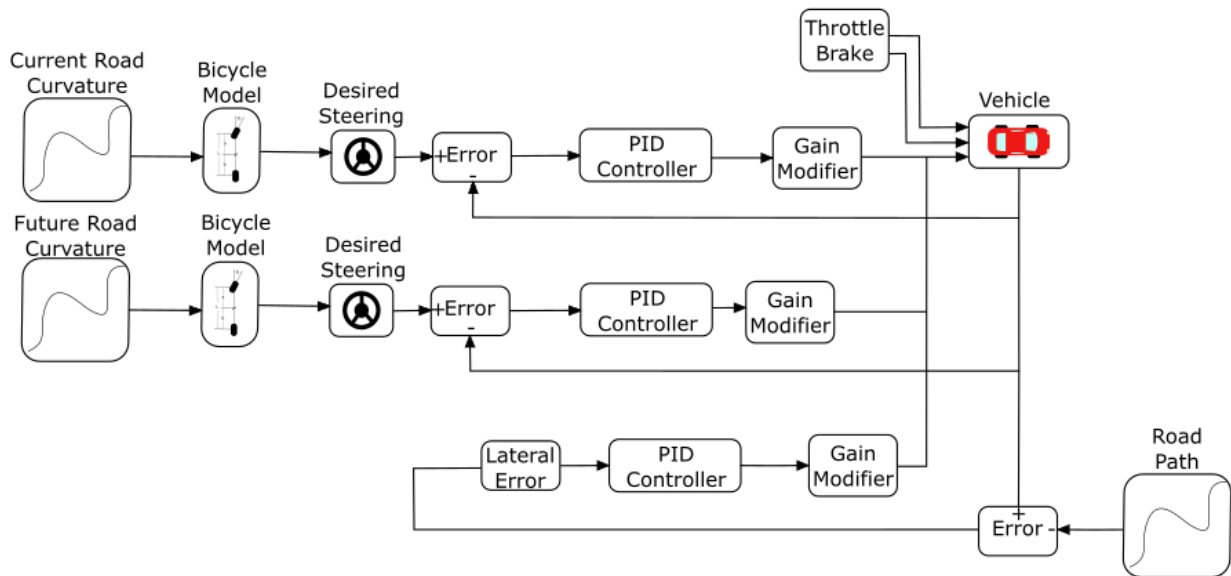 Throttle
Brake
Current Road
Curvature
Bicycle
Model
Desired
Steering
Vehicle
+Error
-
PID
Controller
Gain
Modifier
Future Road
Curvature
Bicycle
Model
Desired
Steering
+Error
-
PID
Controller
Gain
Modifier
Lateral
Error
PID
Controller
Gain
Modifier
Road
Path
+
Error -